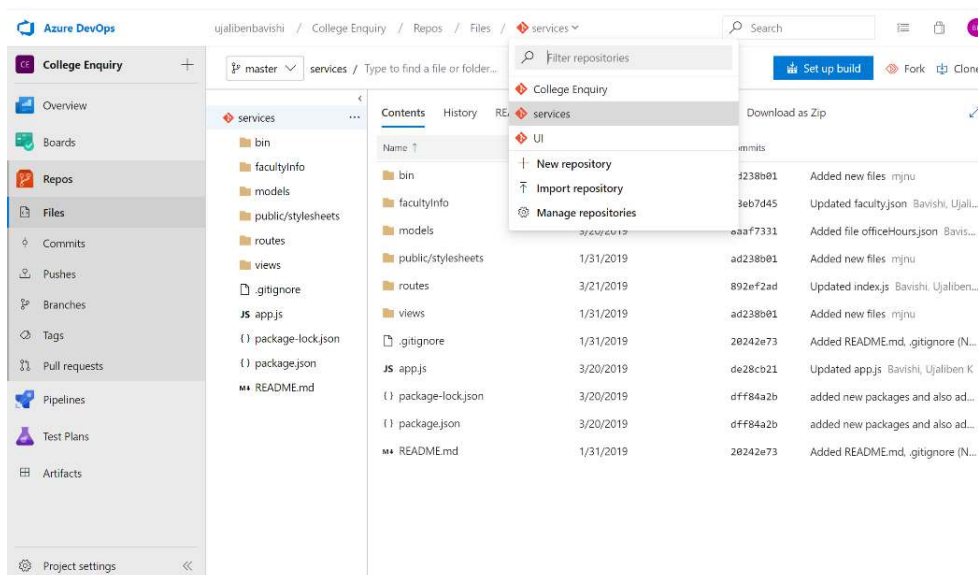 Azure DevOps
ujalibenbavishi / College Enquiry / Repos / Files / services
Search
CE College Enquiry
master
services / Type to find a file or folder...
Filter repositories
Set up build
Fork
Clone
Overview
Boards
Repos
Files
Commits
Pushes
Branches
Tags
Pull requests
Pipelines
Test Plans
Artifacts
Project settings
services
bin
facultyInfo
models
public/stylesheets
routes
views
.gitignore
JS app.js
{} package-lock.json
{} package.json
M↓ README.md
College Enquiry
services
UI
New repository
Import repository
Manage repositories
Contents History Download as Zip
Name
bin ad238b01 Added new files mjnu
facultyInfo Updated faculty.json Bavishi, Ujali...
models 3/20/2019 8aaf7331 Added file officeHours.json Bavis...
public/stylesheets 1/31/2019 ad238b01 Added new files mjnu
routes 3/21/2019 892ef2ad Updated index.js Bavishi, Ujaliben...
views 1/31/2019 ad238b01 Added new files mjnu
.gitignore 1/31/2019 20242e73 Added README.md, .gitignore (N...
JS app.js 3/20/2019 de28cb21 Updated app.js Bavishi, Ujaliben K
{} package-lock.json 3/20/2019 dff84a2b added new packages and also ad...
{} package.json 3/20/2019 dff84a2b added new packages and also ad...
M↓ README.md 1/31/2019 20242e73 Added README.md, .gitignore (N...